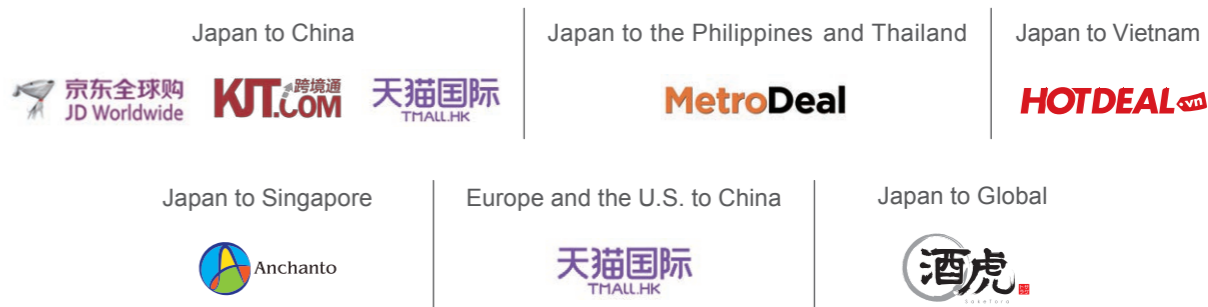 Japan to China
京东全球购
JD Worldwide
KJT.COM
跨境通
天猫国际
TMALL.HK
Japan to the Philippines and Thailand
MetroDeal
Japan to Vietnam
HOTDEAL.vn
Japan to Singapore
Anchanto
Europe and the U.S. to China
天猫国际
TMALL.HK
Japan to Global
酒虎
saketora